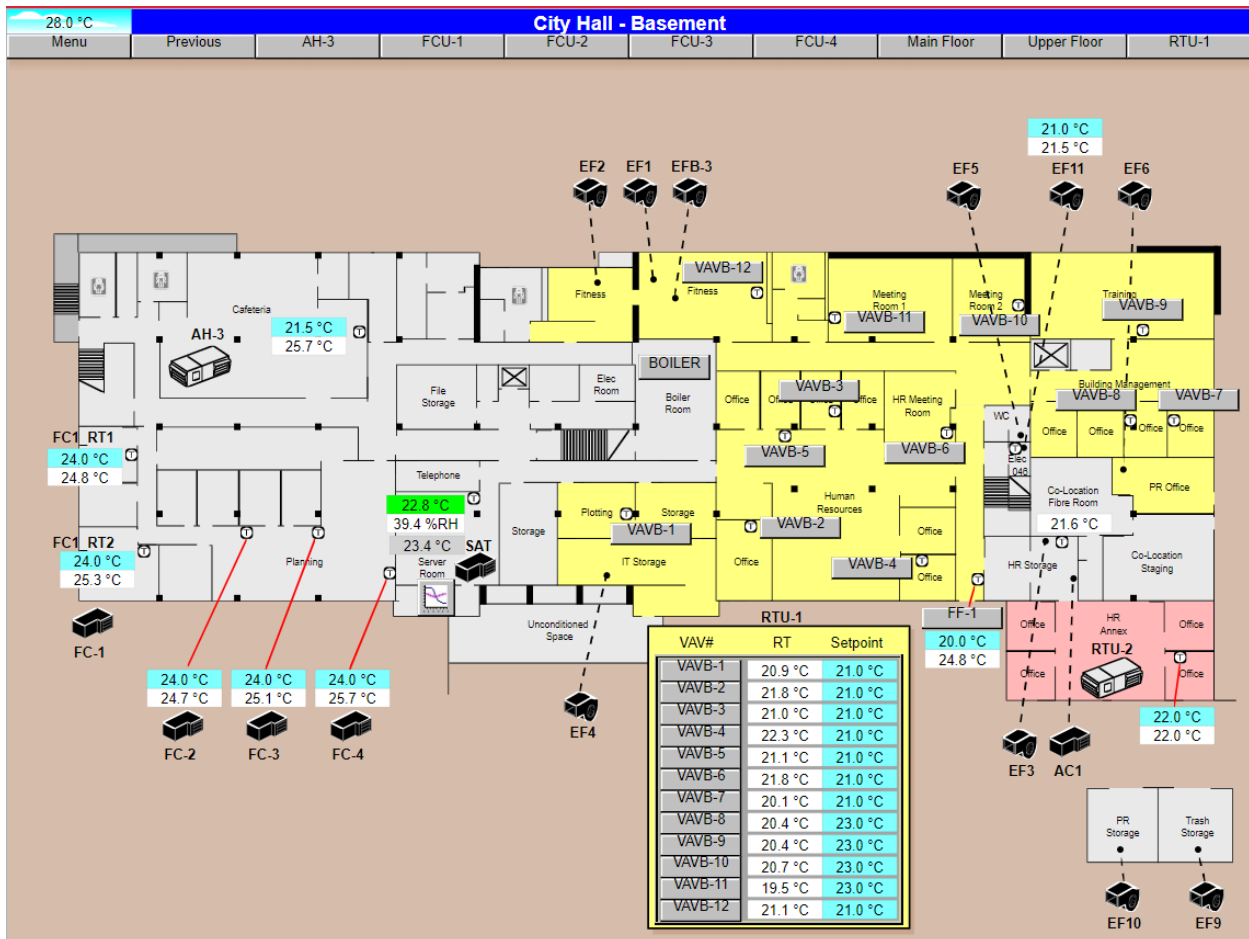 28.0 °C
City Hall - Basement
Menu
Previous
AH-3
FCU-1
FCU-2
FCU-3
FCU-4
Main Floor
Upper Floor
RTU-1
21.0 °C
21.5 °C
EF2
EF1
EFB-3
EF5
EF11
EF6
VAVB-12
Fitness
Fitness
Meeting
Room 1
Meeting
Room 2
Training
VAVB-9
VAVB-11
VAVB-10
Cafeteria
21.5 °C
25.7 °C
AH-3
BOILER
Boiler
Room
Elec
Room
File
Storage
Office
Office
VAVB-3
HR Meeting
Room
Building Management
VAVB-8
VAVB-7
WC
Office
Office
Office
Office
FC1_RT1
24.0 °C
24.8 °C
VAVB-5
VAVB-6
Elec
046
Telephone
22.8 °C
39.4 %RH
23.4 °C
SAT
Server
Room
Storage
Plotting
Storage
VAVB-1
IT Storage
Human
Resources
VAVB-2
Office
Office
VAVB-4
Office
Co-Location
Fibre Room
21.6 °C
PR Office
Co-Location
Staging
HR Storage
FC1_RT2
24.0 °C
25.3 °C
Planning
FC-1
Unconditioned
Space
24.0 °C
24.7 °C
FC-2
24.0 °C
25.1 °C
FC-3
24.0 °C
25.7 °C
FC-4
EF4
FF-1
20.0 °C
24.8 °C
Office
HR
Annex
Office
RTU-2
Office
Office
22.0 °C
22.0 °C
EF3
AC1
RTU-1
VAV# RT Setpoint
VAVB-1 20.9 °C 21.0 °C
VAVB-2 21.8 °C 21.0 °C
VAVB-3 21.0 °C 21.0 °C
VAVB-4 22.3 °C 21.0 °C
VAVB-5 21.1 °C 21.0 °C
VAVB-6 21.8 °C 21.0 °C
VAVB-7 20.1 °C 21.0 °C
VAVB-8 20.4 °C 23.0 °C
VAVB-9 20.4 °C 23.0 °C
VAVB-10 20.7 °C 23.0 °C
VAVB-11 19.5 °C 23.0 °C
VAVB-12 21.1 °C 21.0 °C
PR
Storage
Trash
Storage
EF10
EF9